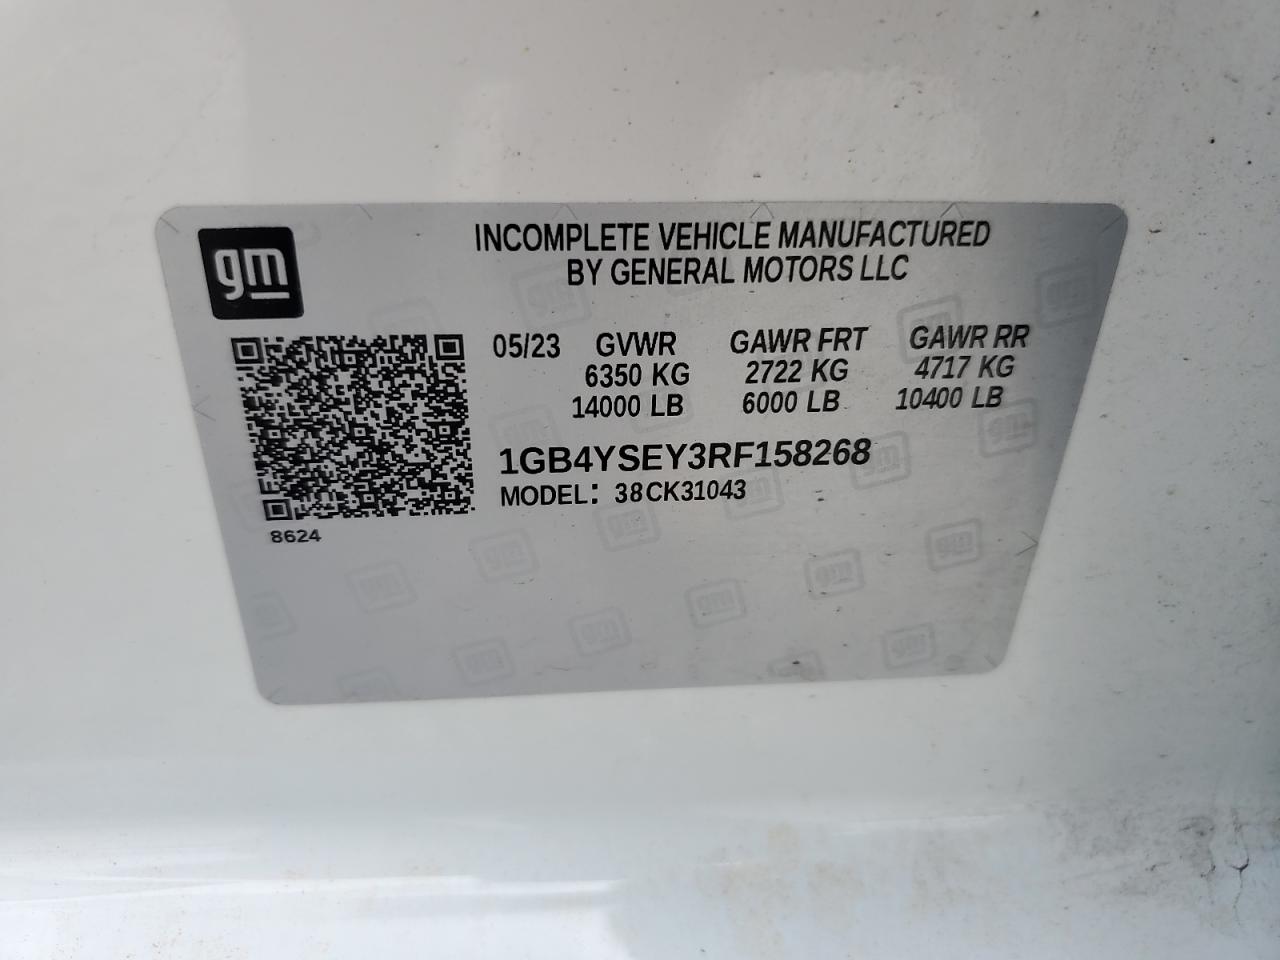 gm
INCOMPLETE VEHICLE MANUFACTURED
BY GENERAL MOTORS LLC
05/23 GVWR GAWR FRT GAWR RR
6350 KG 2722 KG 4717 KG
14000 LB 6000 LB 10400 LB
1GB4YSEY3RF158268
MODEL: 38CK31043
8624